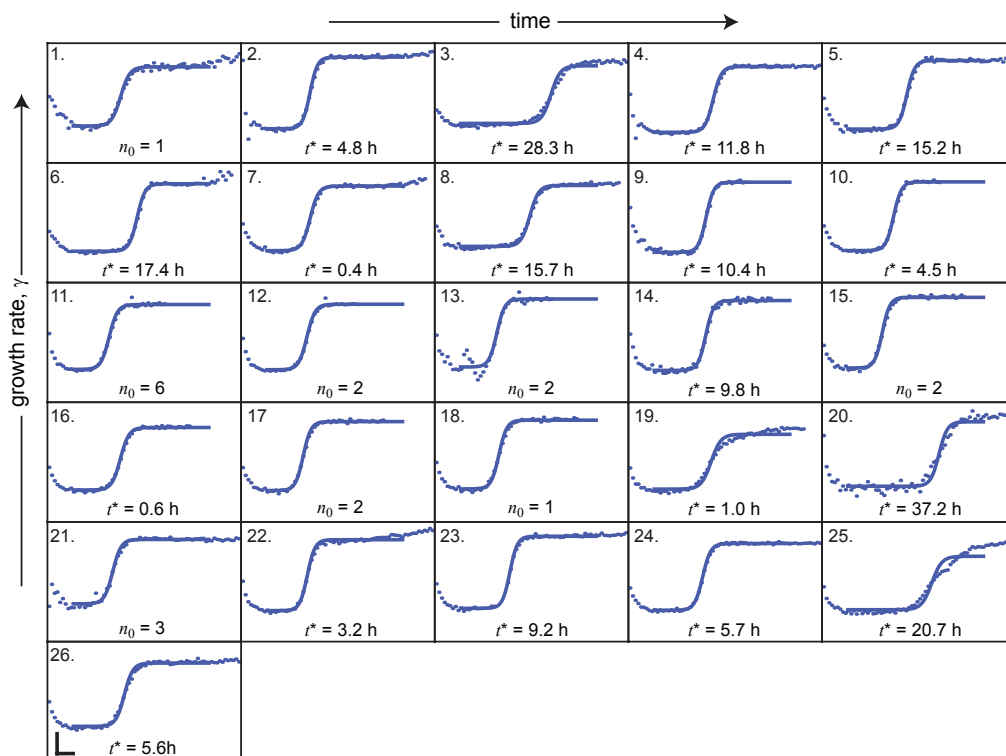 time
growth rate, γ
1. 2. 3. 4. 5.
n₀ = 1 t* = 4.8 h t* = 28.3 h t* = 11.8 h t* = 15.2 h
6. 7. 8. 9. 10.
t* = 17.4 h t* = 0.4 h t* = 15.7 h t* = 10.4 h t* = 4.5 h
11. 12. 13. 14. 15.
n₀ = 6 n₀ = 2 n₀ = 2 t* = 9.8 h n₀ = 2
16. 17 18. 19. 20.
t* = 0.6 h n₀ = 2 n₀ = 1 t* = 1.0 h t* = 37.2 h
21. 22. 23. 24. 25.
n₀ = 3 t* = 3.2 h t* = 9.2 h t* = 5.7 h t* = 20.7 h
26.
t* = 5.6h